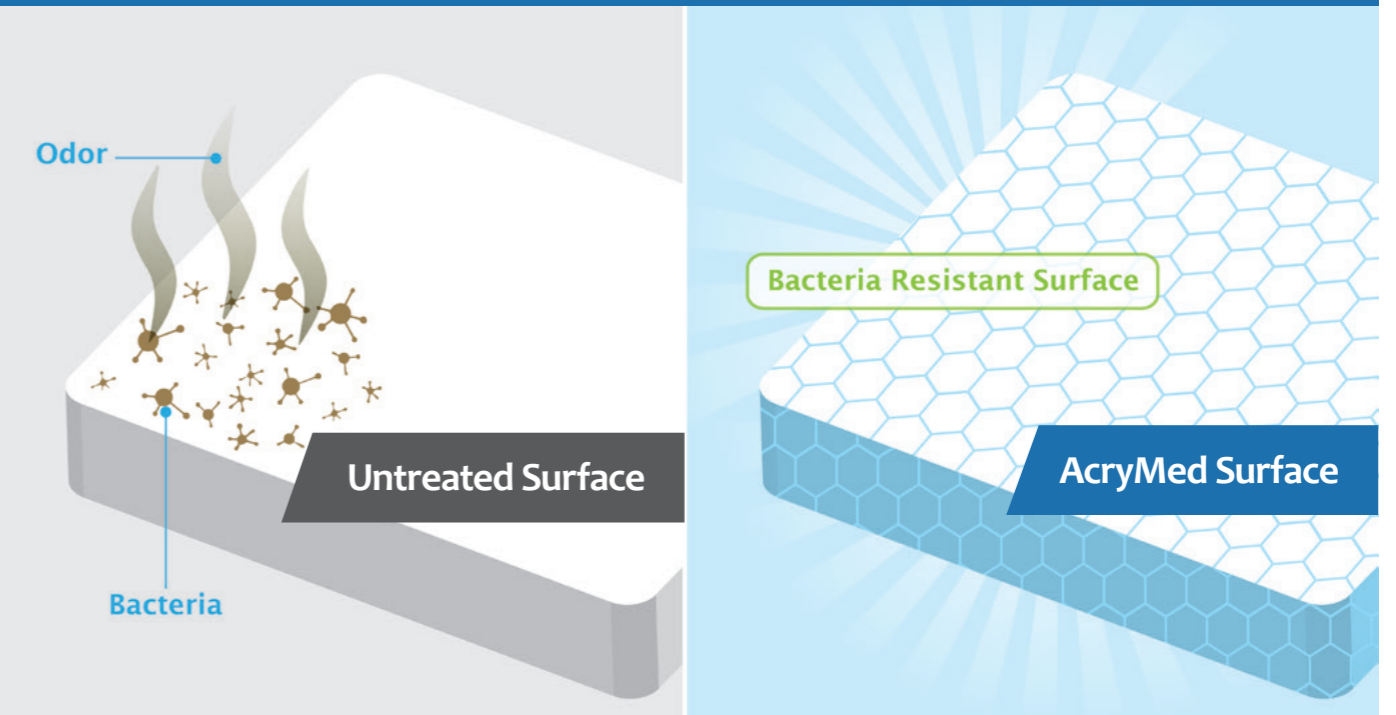 Odor
Bacteria
Untreated Surface
Bacteria Resistant Surface
AcryMed Surface